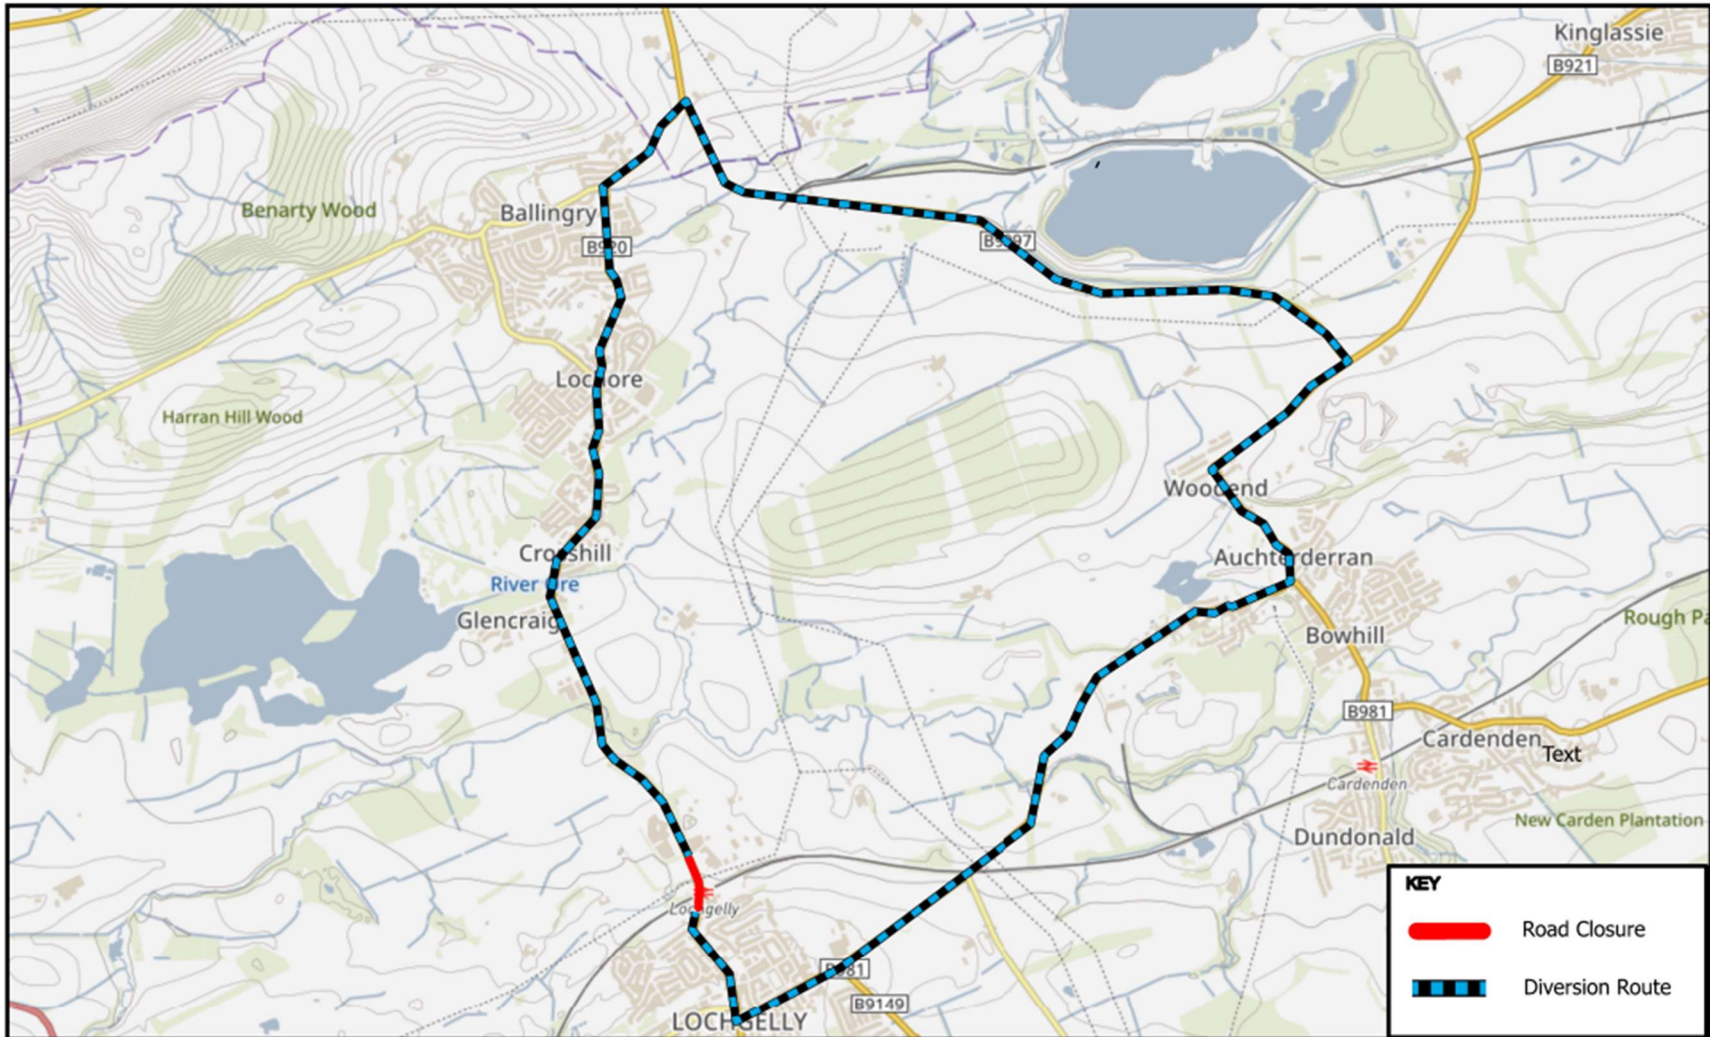 Kinglassie
B921
Benarty Wood
Ballingry
B920
B9097
Lochore
Harran Hill Wood
Woodend
Crosshill
Auchterderran
River Ore
Glencraig
Rough Pa
Bowhill
B981
Cardenden
Text
Cardenden
New Carden Plantation
Dundonald
KEY
Lochgelly
Road Closure
B981
Diversion Route
B9149
LOCHGELLY